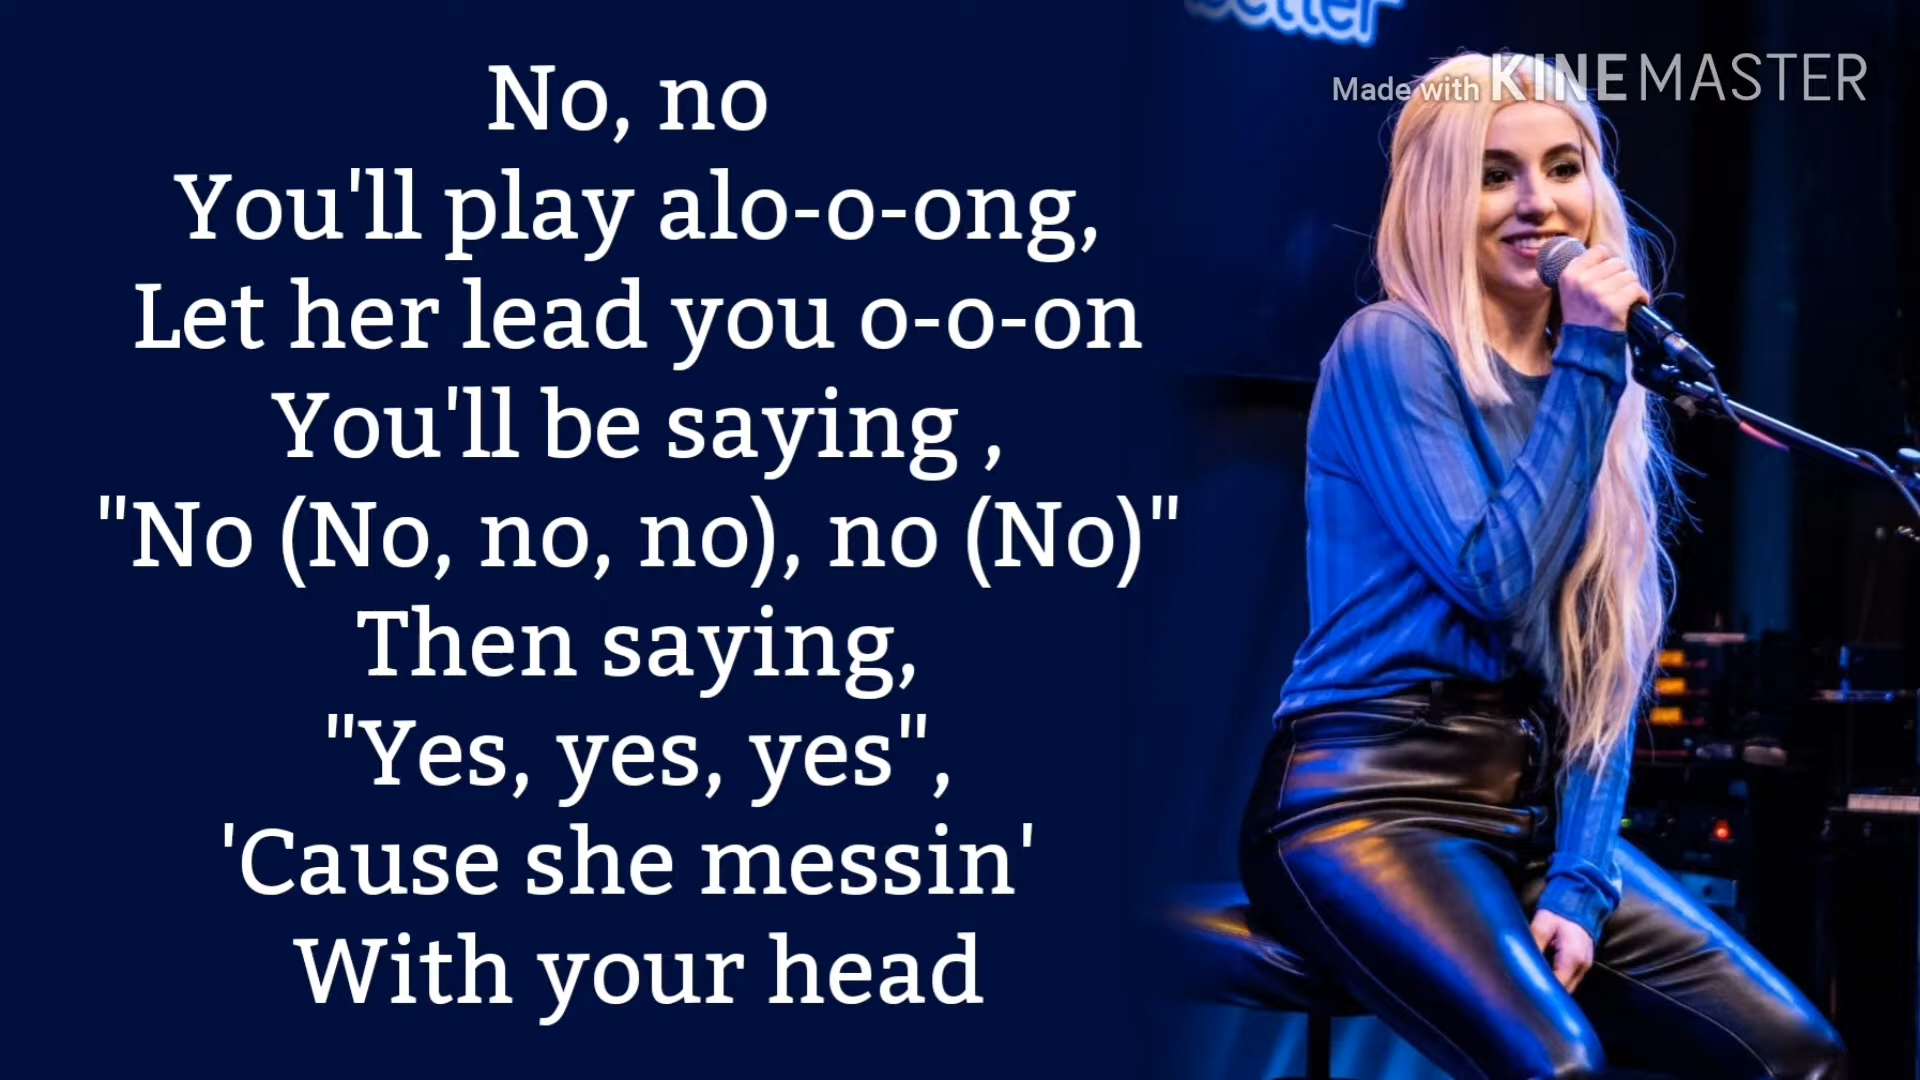 better
Made with KINEMASTER
No, no
You'll play alo-o-ong,
Let her lead you o-o-on
You'll be saying ,
"No (No, no, no), no (No)"
Then saying,
"Yes, yes, yes",
'Cause she messin'
With your head